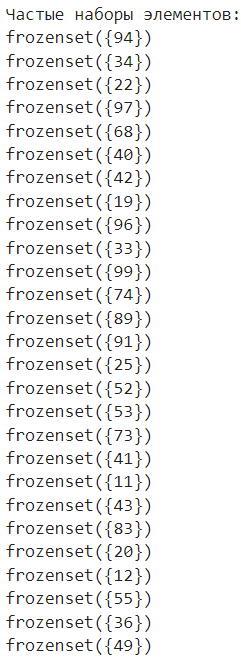 Частые наборы элементов:
frozenset({94})
frozenset({34})
frozenset({22})
frozenset({97})
frozenset({68})
frozenset({40})
frozenset({42})
frozenset({19})
frozenset({96})
frozenset({33})
frozenset({99})
frozenset({74})
frozenset({89})
frozenset({91})
frozenset({25})
frozenset({52})
frozenset({53})
frozenset({73})
frozenset({41})
frozenset({11})
frozenset({43})
frozenset({83})
frozenset({20})
frozenset({12})
frozenset({55})
frozenset({36})
frozenset({49})